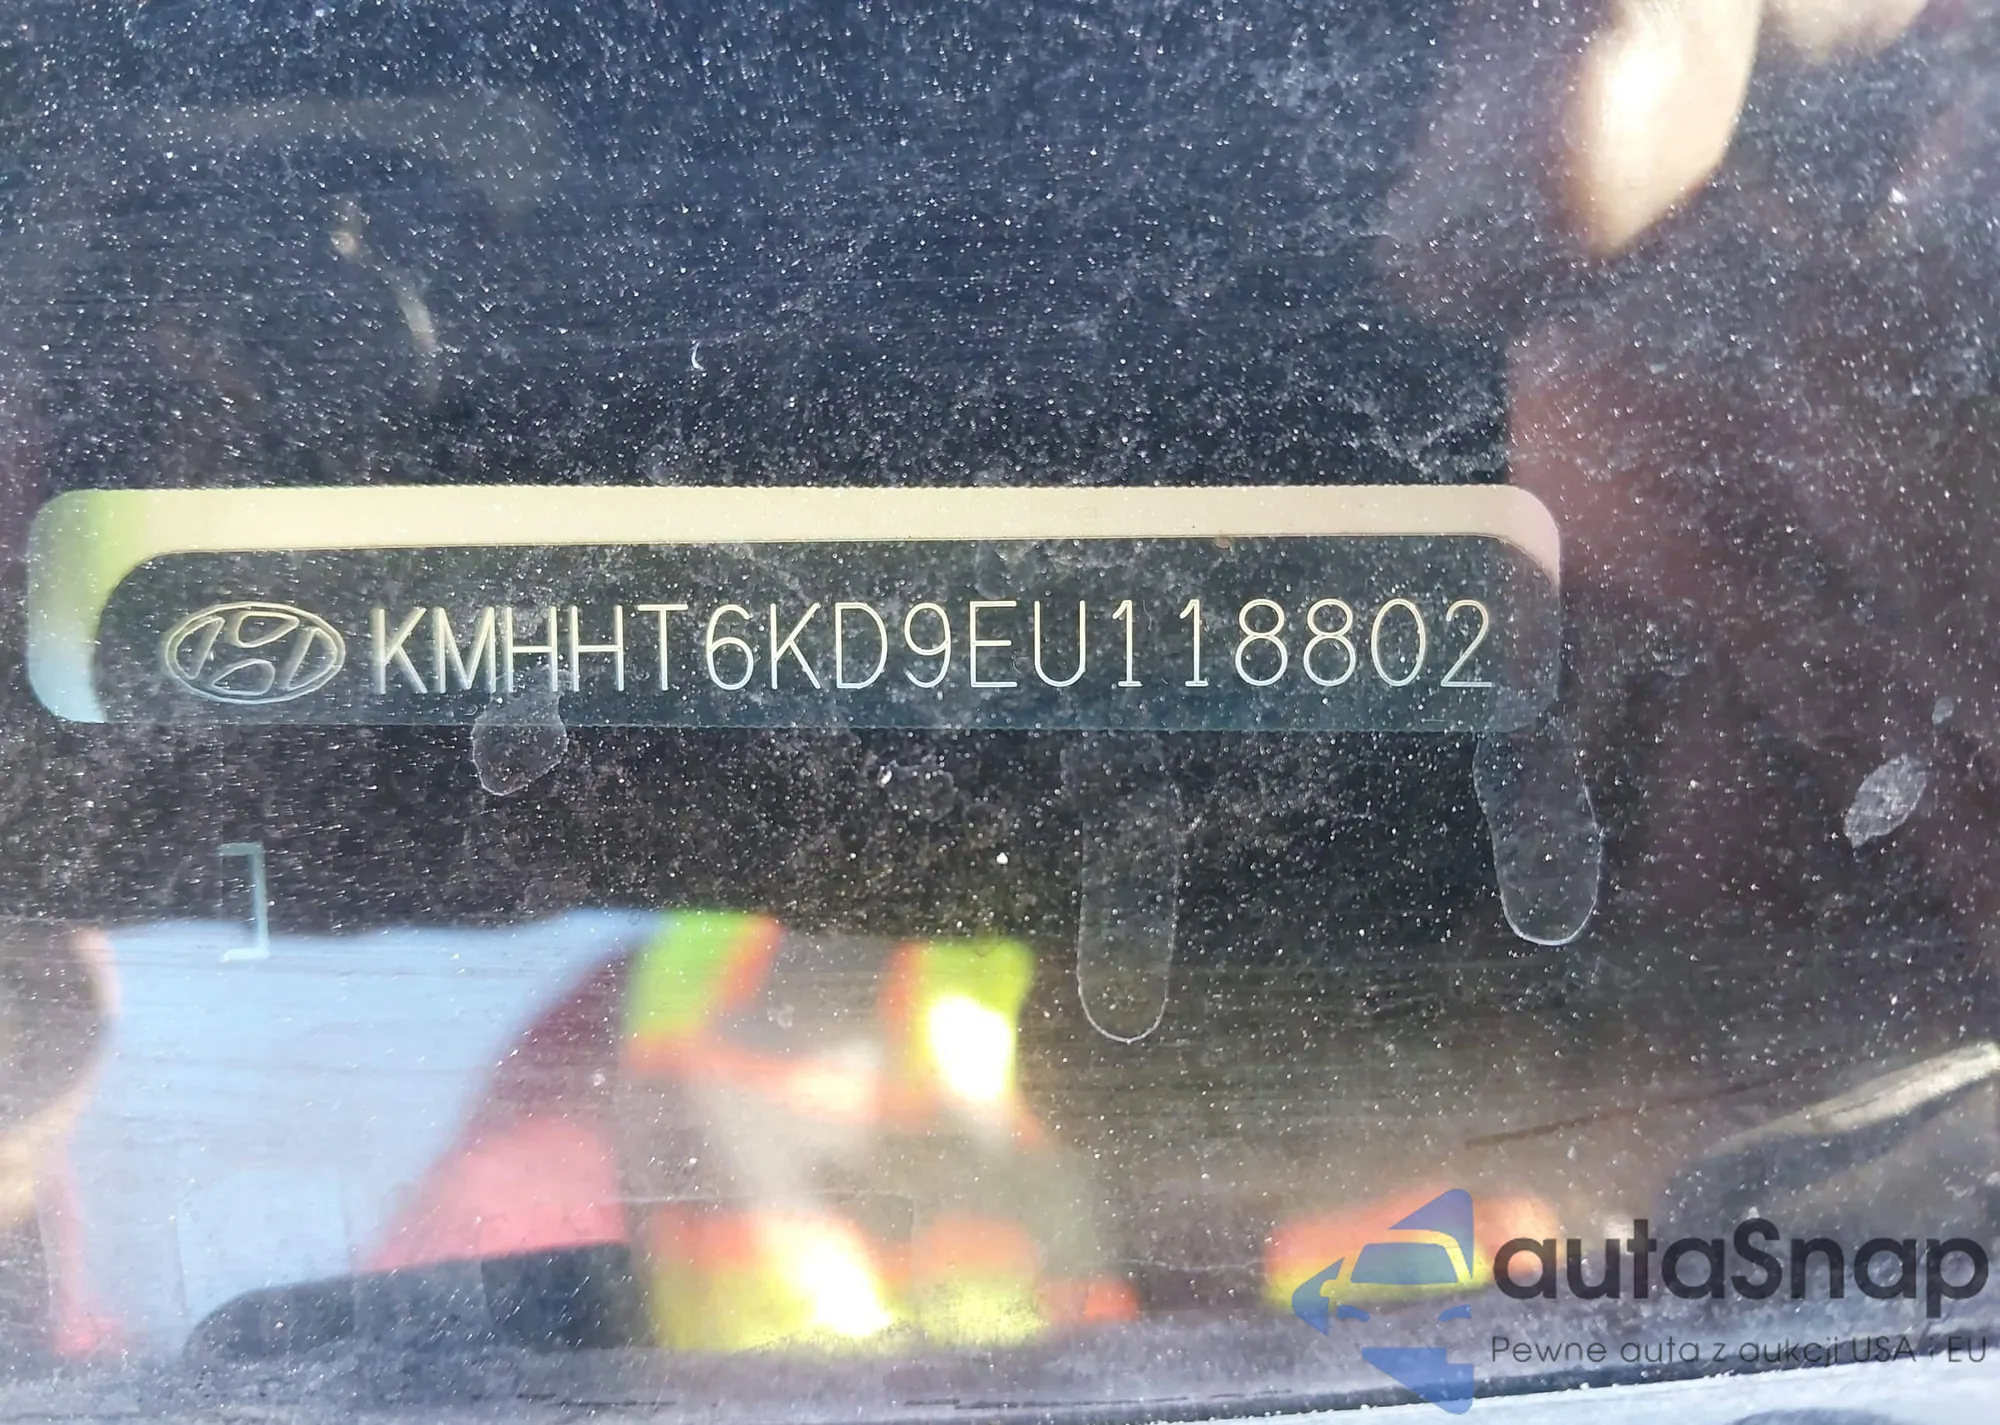 KMHHT6KD9EU118802
autaSnap
Pewne auta z aukcji USA i EU